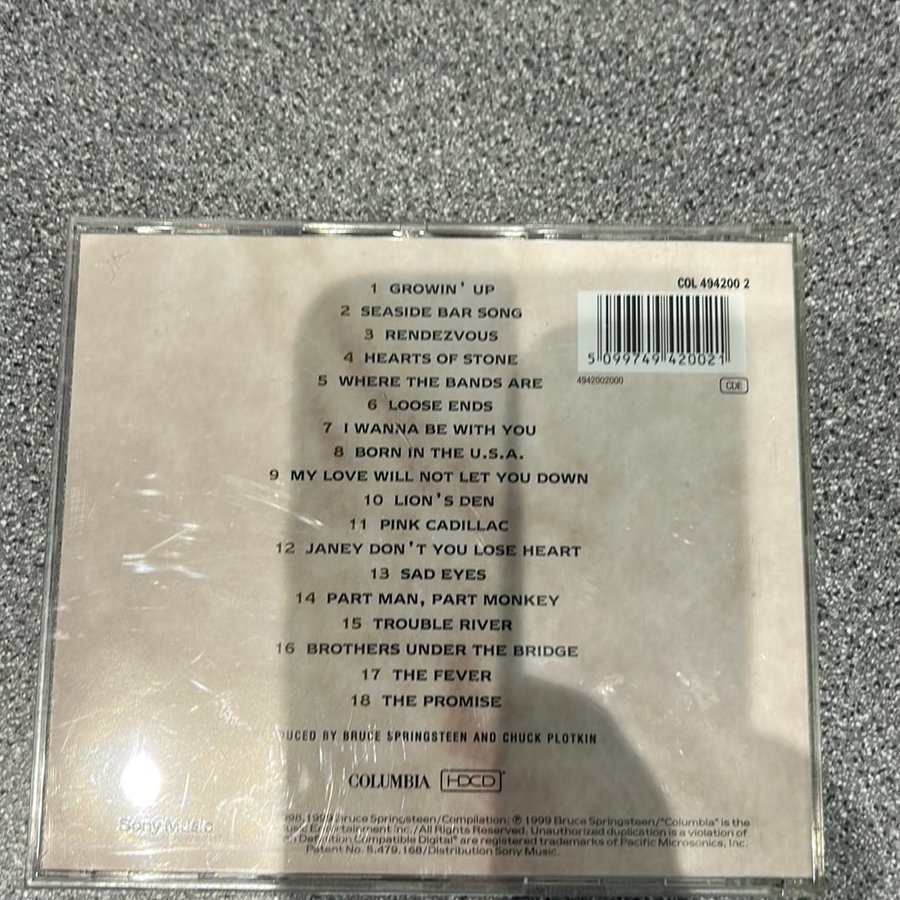 COL 494200 2
5 099749 420021
4942002000
CDE
1 GROWIN' UP
2 SEASIDE BAR SONG
3 RENDEZVOUS
4 HEARTS OF STONE
5 WHERE THE BANDS ARE
6 LOOSE ENDS
7 I WANNA BE WITH YOU
8 BORN IN THE U.S.A.
9 MY LOVE WILL NOT LET YOU DOWN
10 LION'S DEN
11 PINK CADILLAC
12 JANEY DON'T YOU LOSE HEART
13 SAD EYES
14 PART MAN, PART MONKEY
15 TROUBLE RIVER
16 BROTHERS UNDER THE BRIDGE
17 THE FEVER
18 THE PROMISE
BY BRUCE SPRINGSTEEN AND CHUCK PLOTKIN
COLUMBIA HDCD
Sony Music
1999 Bruce Springsteen/Compilation: ℗ 1999 Bruce Springsteen/"Columbia" is the
Entertainment Inc./All Rights Reserved. Unauthorized duplication is a violation of
Definition Compatible Digital" are registered trademarks of Pacific Microsonics, Inc.
Patent No. 5.479.168/Distribution Sony Music.